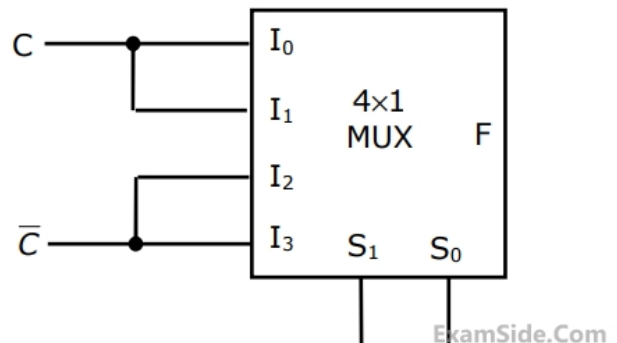 C I₀
I₁ 4×1
MUX F
I₂
C̅ I₃ S₁ S₀
ExamSide.Com